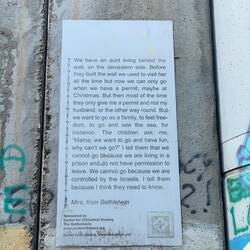 We have an aunt living behind the
wall, on the Jerusalem side. Before
they built the wall we used to visit her
all the time but now we can only go
when we have a permit, maybe at
Christmas. But then most of the time
they only give me a permit and not my
husband, or the other way round. But
we want to go as a family, to feel free-
dom, to go and see the sea, for
instance. The children ask me,
"Mama, we want to go and have fun,
why can't we go?" I tell them that we
cannot go because we are living in a
prison and do not have permission
to leave. We cannot go because we are
controlled by the Israelis. I tell them
because I think they need to know.
Mira, from Bethlehem
Sponsored by
The Netherlands